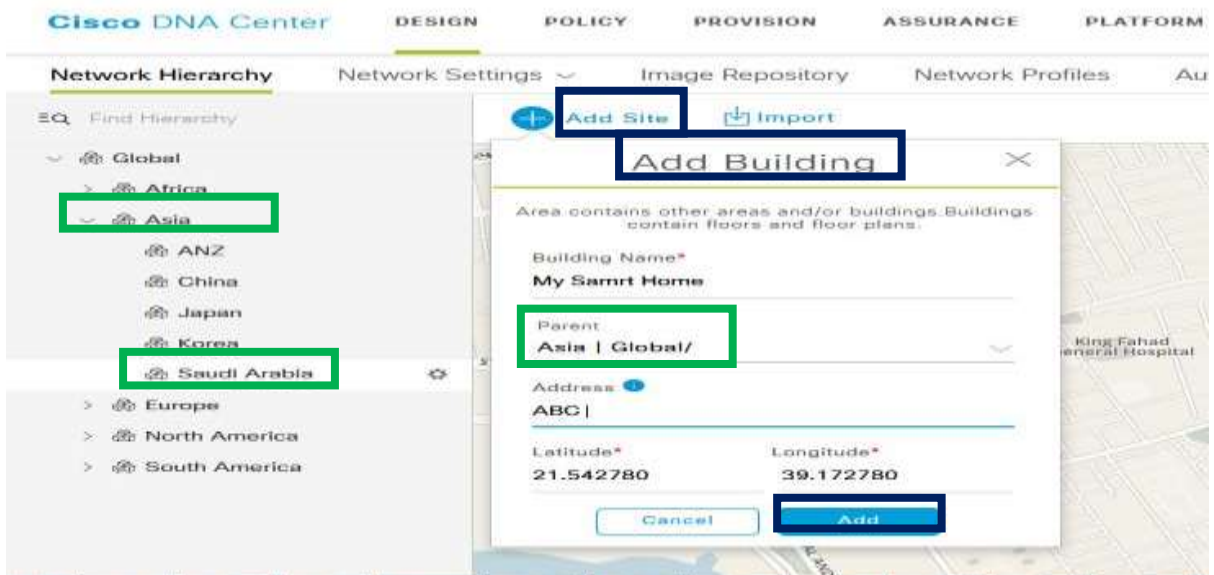 Cisco DNA Center DESIGN POLICY PROVISION ASSURANCE PLATFORM
Network Hierarchy Network Settings Image Repository Network Profiles Au
Find Hierarchy
Add Site Import
Global
Africa
Asia
ANZ
China
Japan
Korea
Saudi Arabia
Europe
North America
South America
Add Building
Area contains other areas and/or buildings.Buildings
contain floors and floor plans.
Building Name*
My Samrt Home
Parent
Asia | Global/
Address
ABC
Latitude* Longitude*
21.542780 39.172780
Cancel Add
King Fahad
eneral Hospital